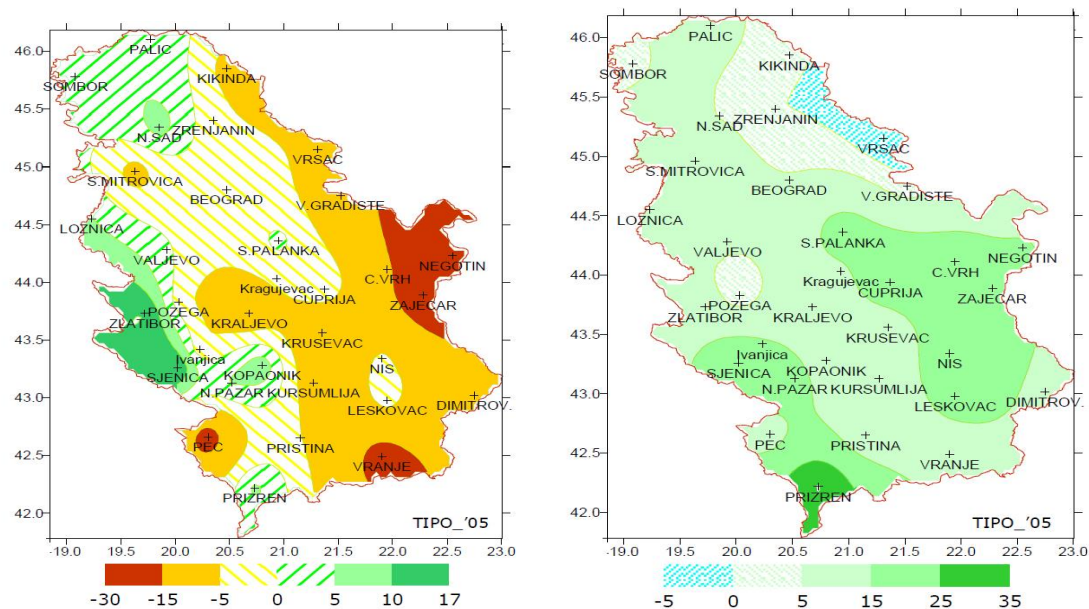 46.0
45.5
45.0
44.5
44.0
43.5
43.0
42.5
42.0
PALIC
SOMBOR
KIKINDA
N.SAD
ZRENJANIN
VRSAC
S.MITROVICA
BEOGRAD
V.GRADISTE
LOZNICA
VALJEVO
S.PALANKA
NEGOTIN
C.VRH
Kragujevac
CUPRIJA
ZAJECAR
POZEGA
ZLATIBOR
KRALJEVO
KRUSEVAC
Ivanjica
SJENICA
KOPAONIK
NIS
N.PAZAR
KURSUMLIJA
LESKOVAC
DIMITROV.
PEC
PRISTINA
VRANJE
PRIZREN
TIPO_'05
19.0 19.5 20.0 20.5 21.0 21.5 22.0 22.5 23.0
-30 -15 -5 0 5 10 17
46.0
45.5
45.0
44.5
44.0
43.5
43.0
42.5
42.0
PALIC
SOMBOR
KIKINDA
N.SAD
ZRENJANIN
VRSAC
S.MITROVICA
BEOGRAD
V.GRADISTE
LOZNICA
VALJEVO
S.PALANKA
NEGOTIN
C.VRH
Kragujevac
CUPRIJA
ZAJECAR
POZEGA
ZLATIBOR
KRALJEVO
KRUSEVAC
Ivanjica
SJENICA
KOPAONIK
NIS
N.PAZAR
KURSUMLIJA
LESKOVAC
DIMITROV.
PEC
PRISTINA
VRANJE
PRIZREN
TIPO_'05
19.0 19.5 20.0 20.5 21.0 21.5 22.0 22.5 23.0
-5 0 5 15 25 35